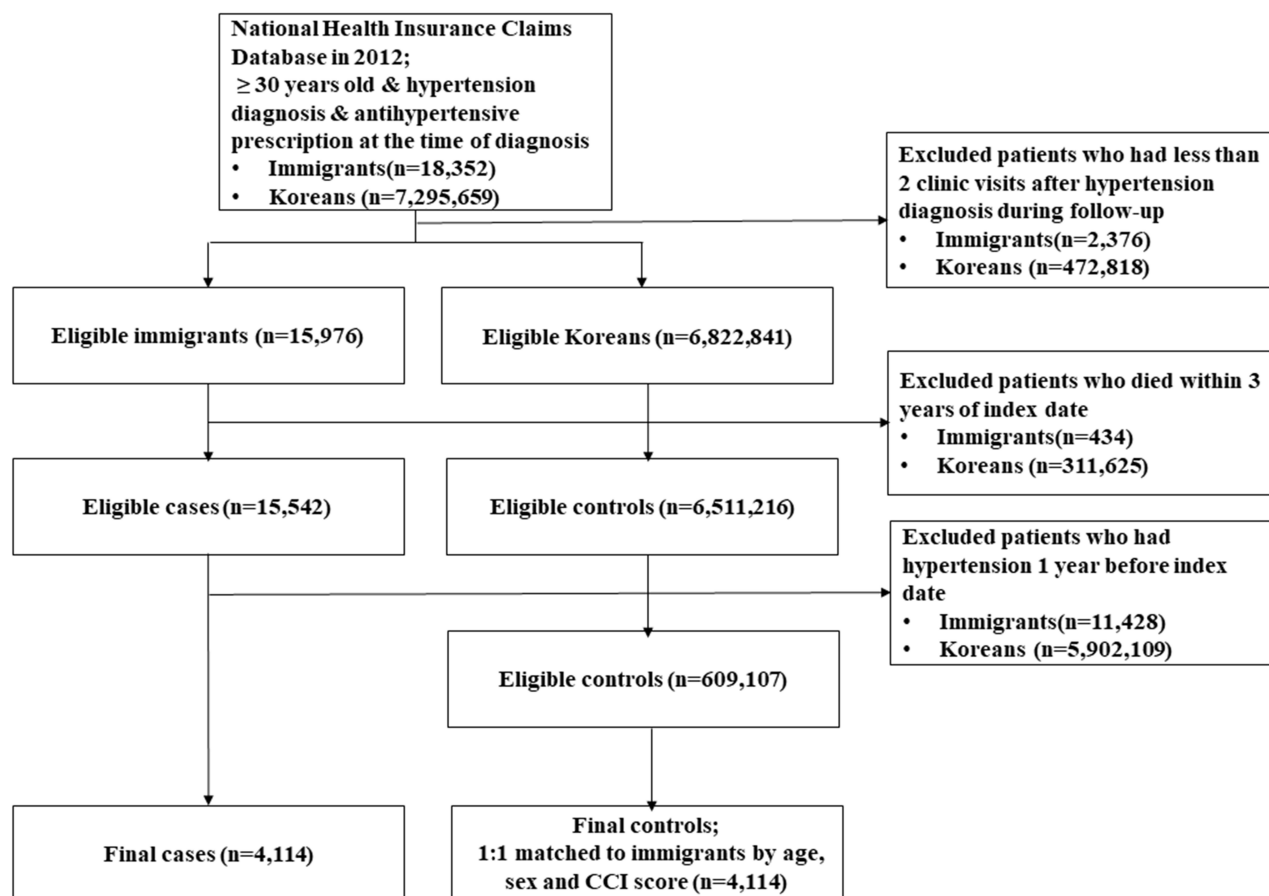 National Health Insurance Claims
Database in 2012;
≥ 30 years old & hypertension
diagnosis & antihypertensive
prescription at the time of diagnosis
• Immigrants(n=18,352)
• Koreans (n=7,295,659)
Excluded patients who had less than
2 clinic visits after hypertension
diagnosis during follow-up
• Immigrants(n=2,376)
• Koreans (n=472,818)
Eligible immigrants (n=15,976)
Eligible Koreans (n=6,822,841)
Excluded patients who died within 3
years of index date
• Immigrants(n=434)
• Koreans (n=311,625)
Eligible cases (n=15,542)
Eligible controls (n=6,511,216)
Excluded patients who had
hypertension 1 year before index
date
• Immigrants(n=11,428)
• Koreans (n=5,902,109)
Eligible controls (n=609,107)
Final cases (n=4,114)
Final controls;
1:1 matched to immigrants by age,
sex and CCI score (n=4,114)